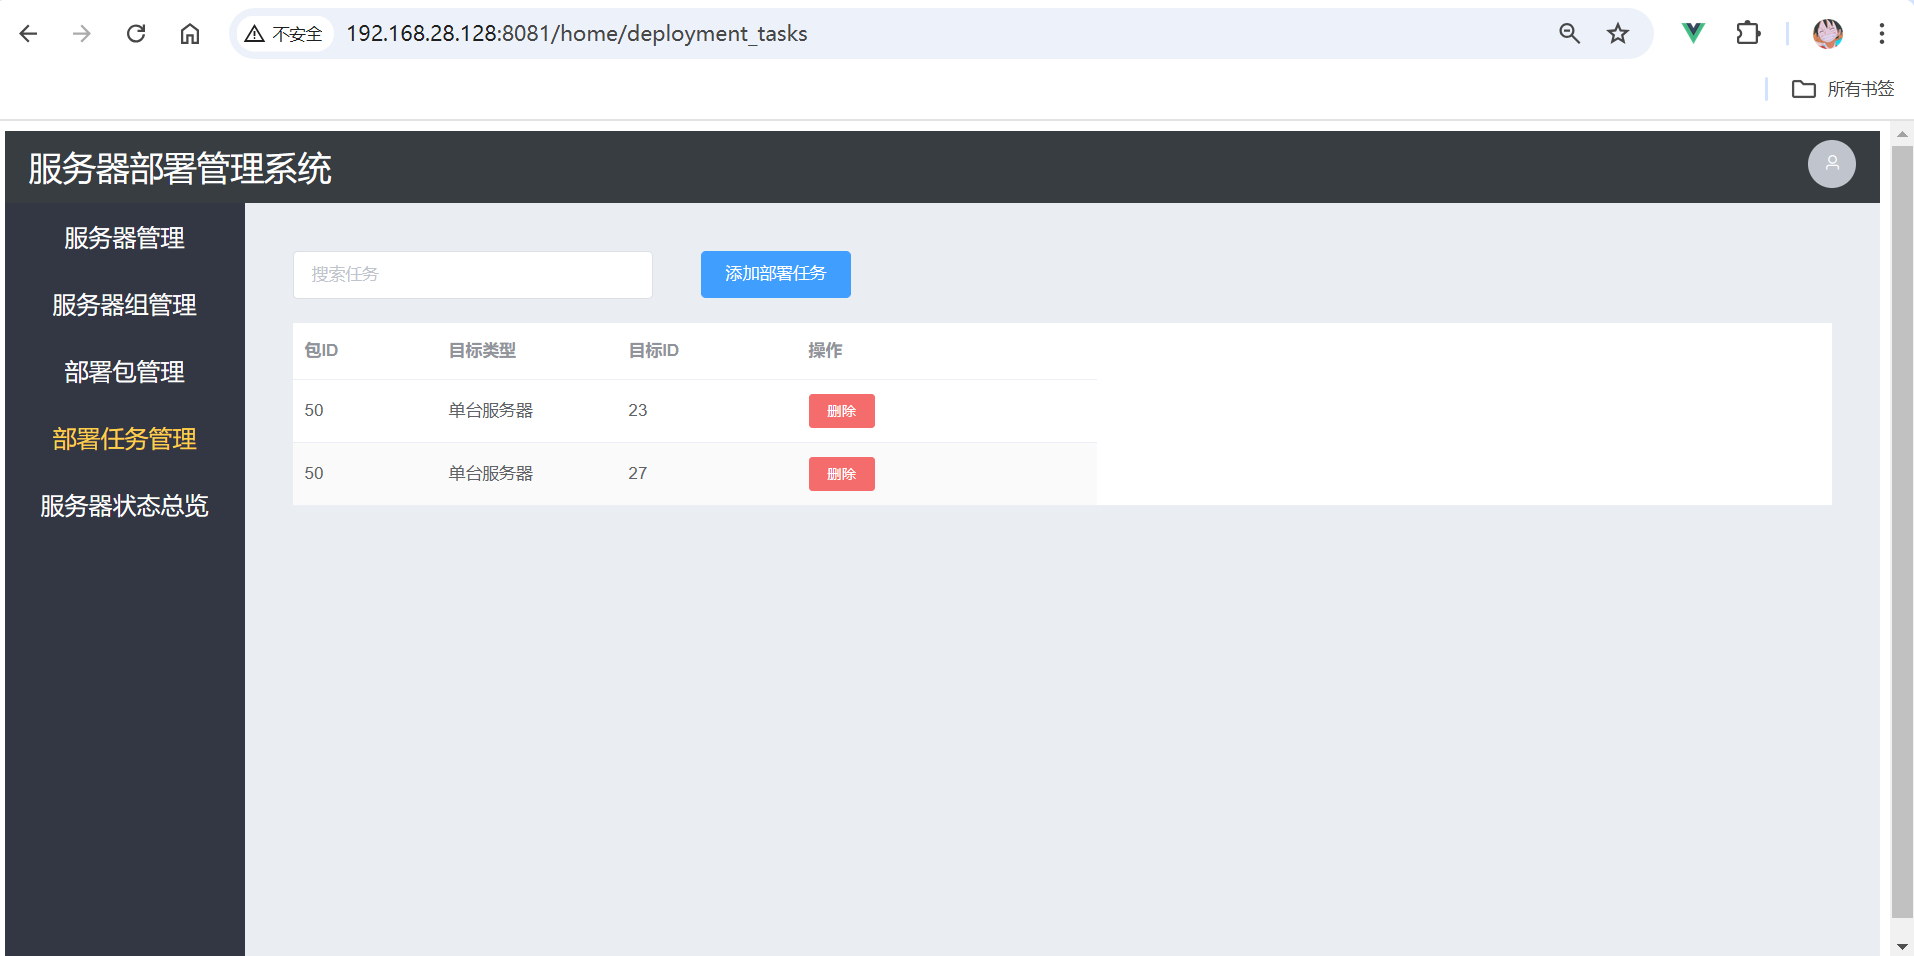 不安全 192.168.28.128:8081/home/deployment_tasks
所有书签
服务器部署管理系统
服务器管理
服务器组管理
部署包管理
部署任务管理
服务器状态总览
搜索任务 添加部署任务
包ID 目标类型 目标ID 操作
50 单台服务器 23 删除
50 单台服务器 27 删除